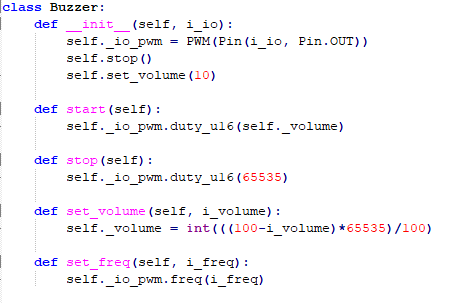 class Buzzer:
    def __init__(self, i_io):
        self._io_pwm = PWM(Pin(i_io, Pin.OUT))
        self.stop()
        self.set_volume(10)

    def start(self):
        self._io_pwm.duty_u16(self._volume)

    def stop(self):
        self._io_pwm.duty_u16(65535)

    def set_volume(self, i_volume):
        self._volume = int(((100-i_volume)*65535)/100)

    def set_freq(self, i_freq):
        self._io_pwm.freq(i_freq)